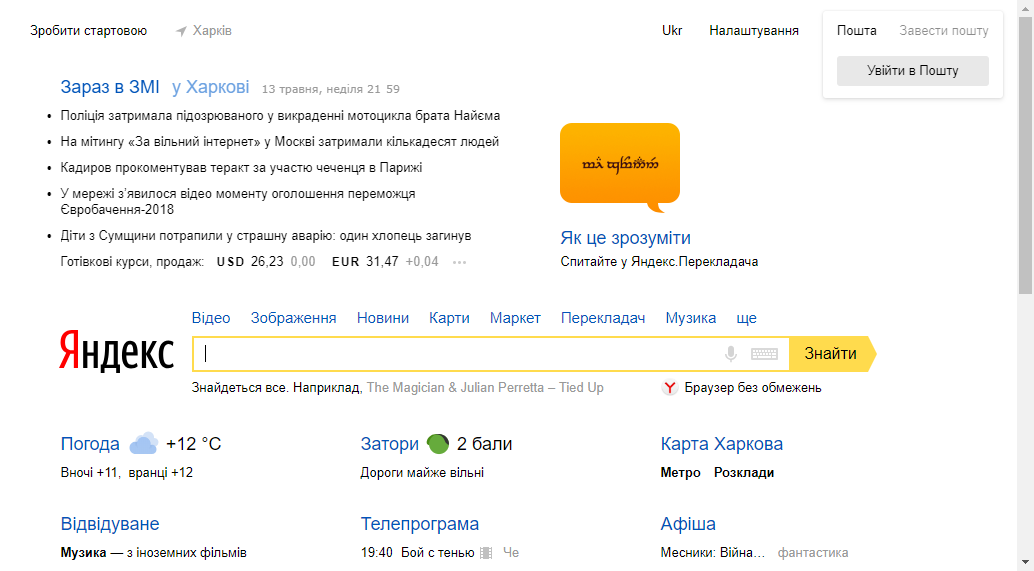 Зробити стартовою Харків Ukr Налаштування Пошта Завести пошту
Увійти в Пошту
Зараз в ЗМІ у Харкові 13 травня, неділя 21 59
• Поліція затримала підозрюваного у викраденні мотоцикла брата Найєма
• На мітингу «За вільний інтернет» у Москві затримали кількадесят людей
• Кадиров прокоментував теракт за участю чеченця в Парижі
• У мережі з’явилося відео моменту оголошення переможця
Євробачення-2018
• Діти з Сумщини потрапили у страшну аварію: один хлопець загинув
Готівкові курси, продаж: USD 26,23 0,00 EUR 31,47 +0,04 •••
Як це зрозуміти
Спитайте у Яндекс.Перекладача
Відео Зображення Новини Карти Маркет Перекладач Музика ще
Яндекс Знайти
Знайдеться все. Наприклад, The Magician & Julian Perretta – Tied Up
Браузер без обмежень
Погода +12 °C
Вночі +11, вранці +12
Затори 2 бали
Дороги майже вільні
Карта Харкова
Метро Розклади
Відвідуване
Музика — з іноземних фільмів
Телепрограма
19:40 Бой с тенью Че
Афіша
Месники: Війна… фантастика